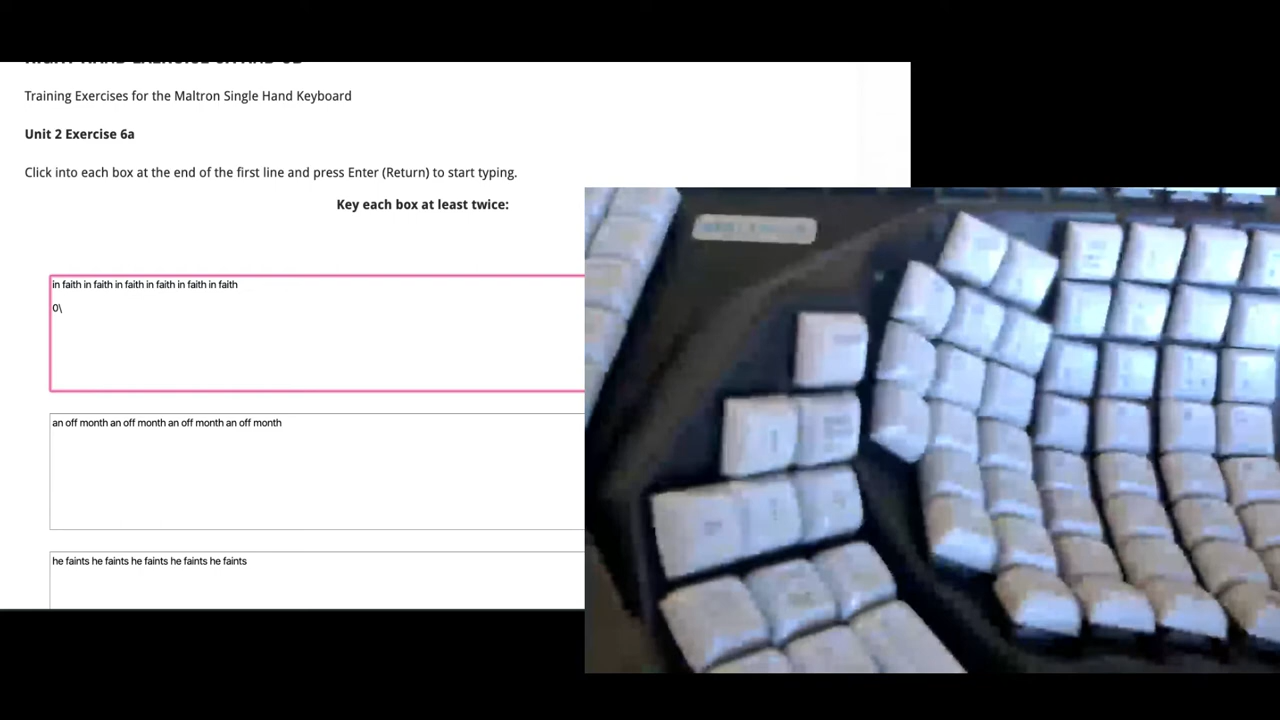 Training Exercises for the Maltron Single Hand Keyboard
Unit 2 Exercise 6a
Click into each box at the end of the first line and press Enter (Return) to start typing.
Key each box at least twice:
in faith in faith in faith in faith in faith in faith
0\
an off month an off month an off month an off month
he faints he faints he faints he faints he faints